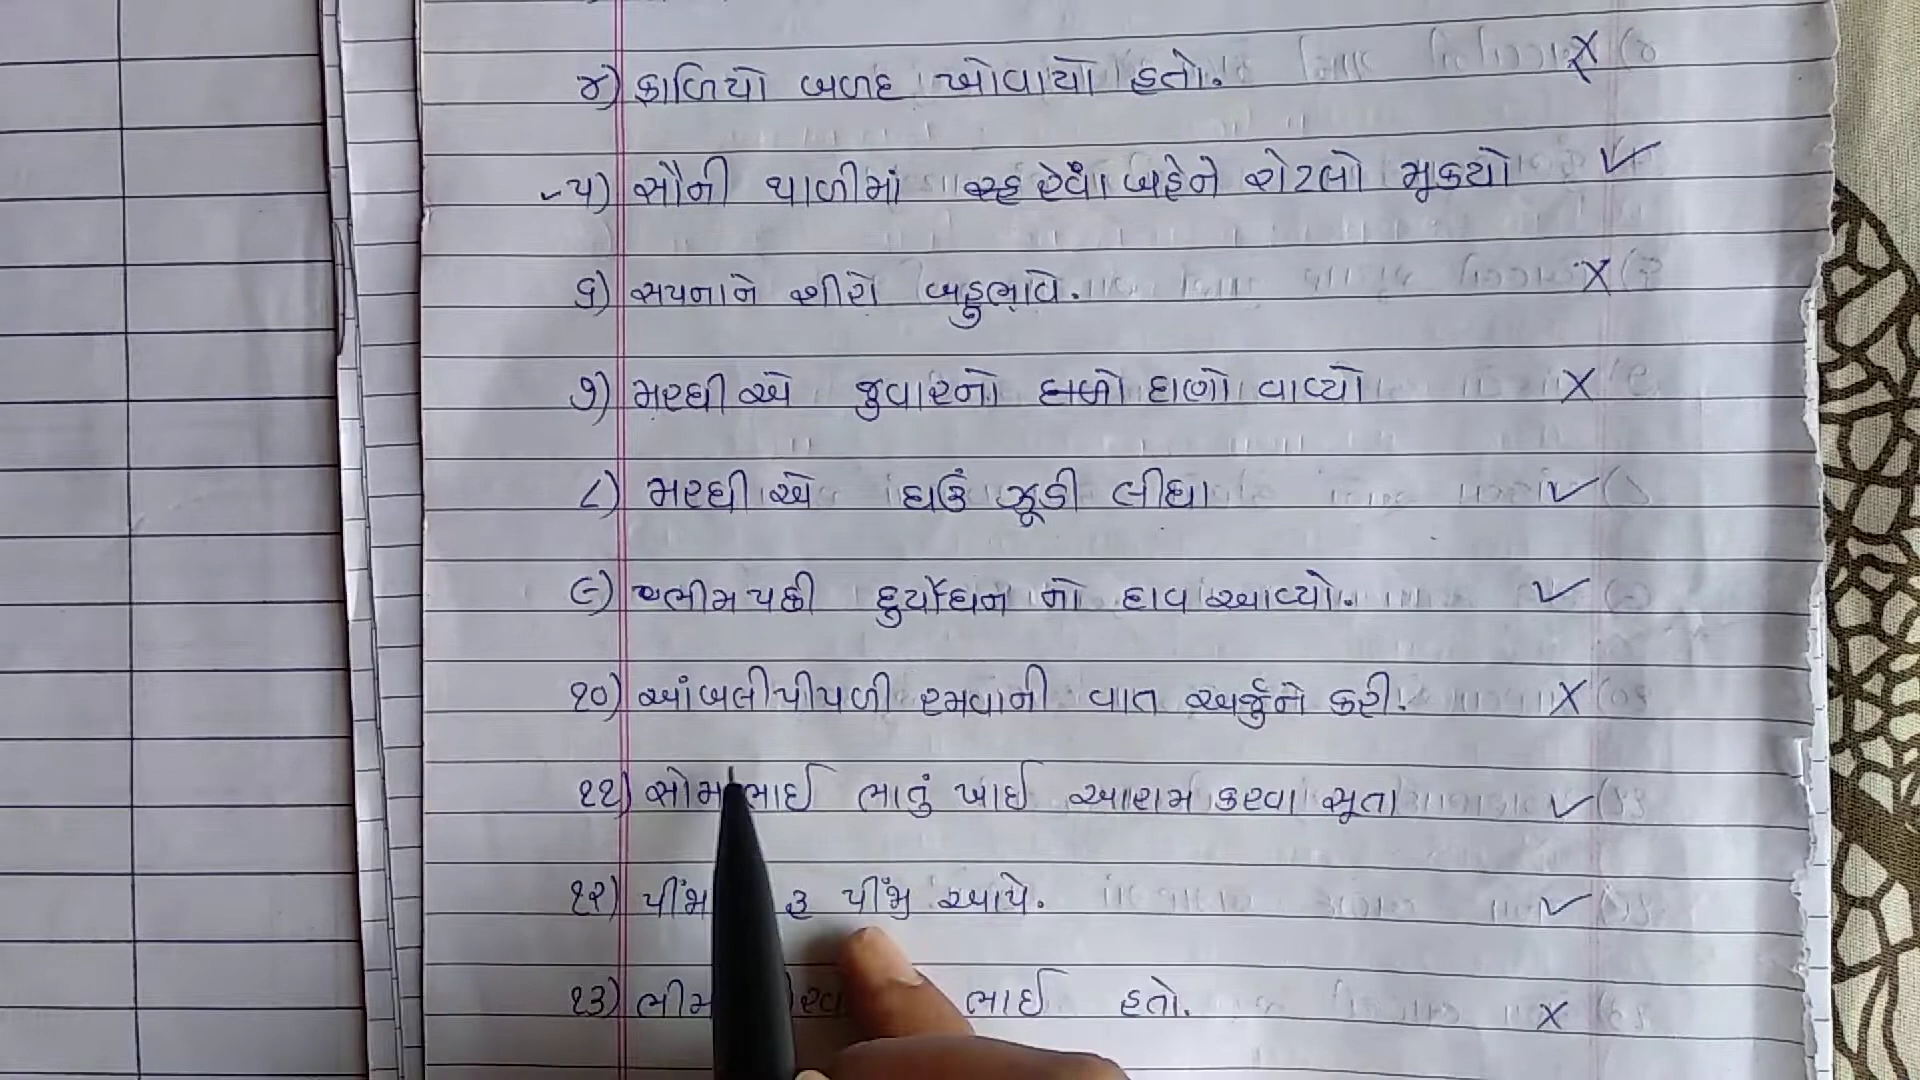 ૪) કાળિયો બળદ ખોવાયો હતો. ×
૫) સૌની થાળીમાં રેવા બહેને રોટલો મૂક્યો ✓
૬) સપનાને શીરો બહુભાવે. ×
૭) મરઘીએ જુવારનો દાણો વાવ્યો ×
૮) મરઘીએ ઘઉં ઝૂડી લીધા ✓
૯) ભીમ પછી દુર્યોધન નો દાવ આવ્યો. ✓
૧૦) આંબલીપીપળી રમવાની વાત અર્જુને કરી. ×
૧૧) સોમાભાઈ ભાતું ખાઈ આરામ કરવા સૂતા ✓
૧૨) રૂ આપે. ✓
૧૩) ભાઈ હતો. ×